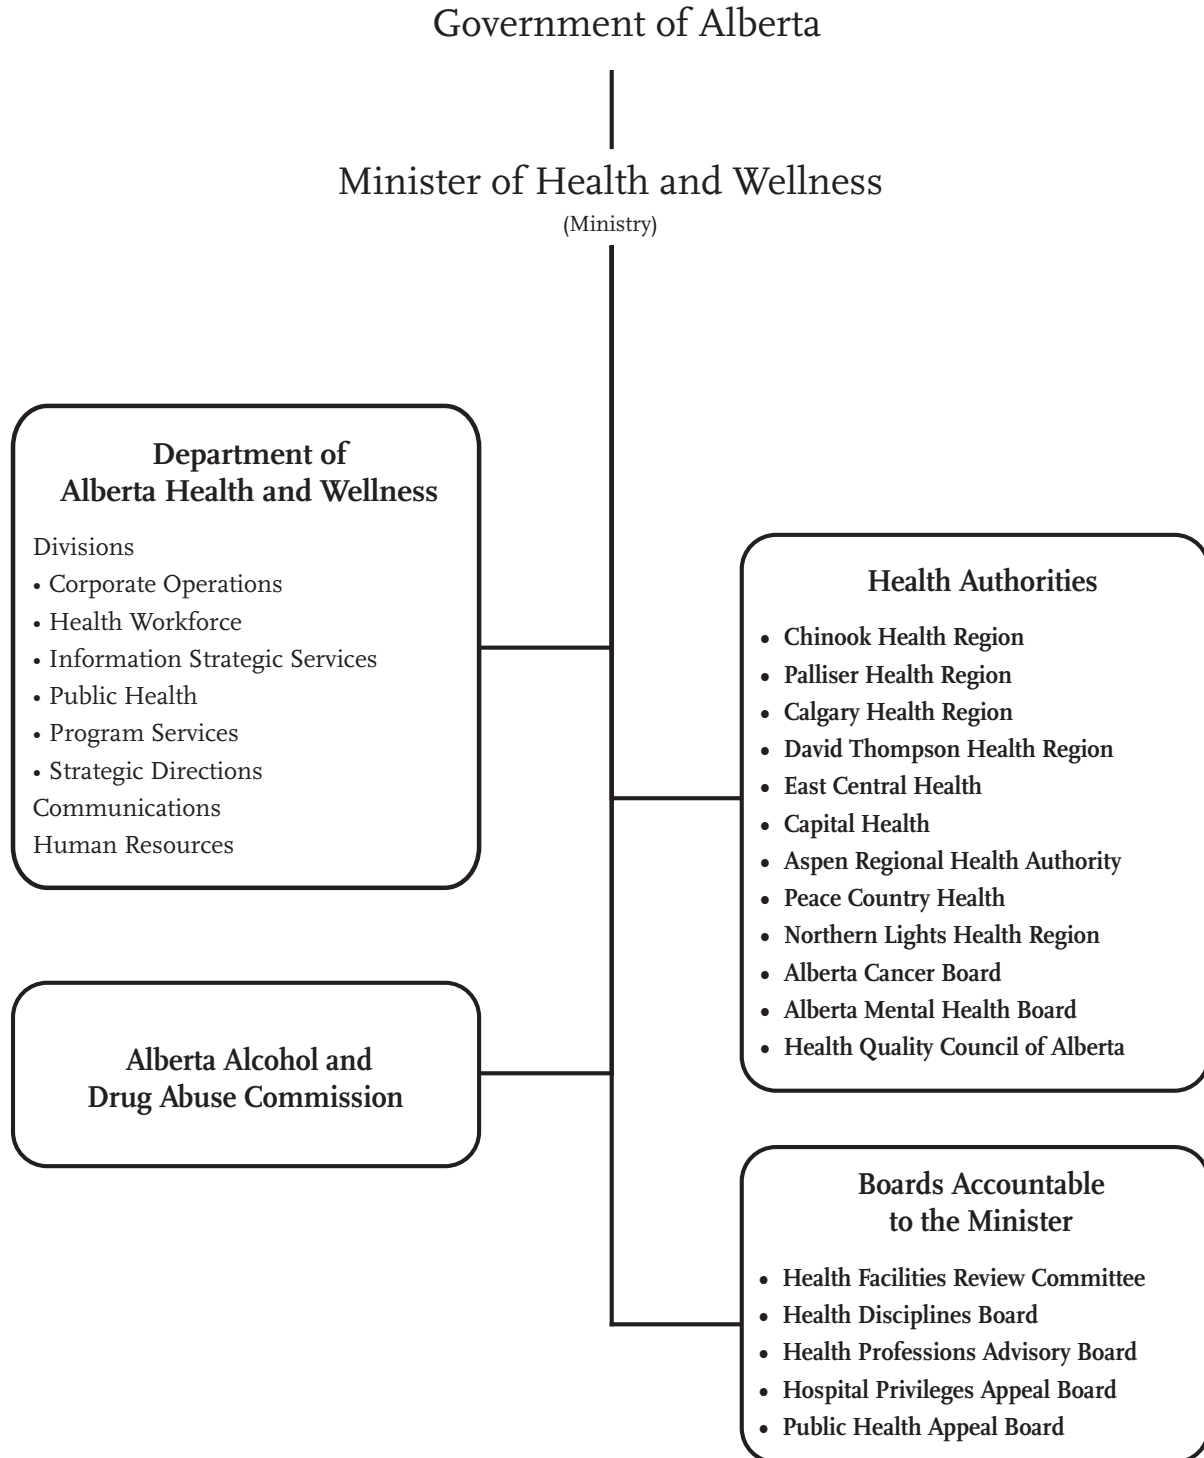 Government of Alberta
Minister of Health and Wellness
(Ministry)
Department of
Alberta Health and Wellness
Divisions
• Corporate Operations
• Health Workforce
• Information Strategic Services
• Public Health
• Program Services
• Strategic Directions
Communications
Human Resources
Health Authorities
• Chinook Health Region
• Palliser Health Region
• Calgary Health Region
• David Thompson Health Region
• East Central Health
• Capital Health
• Aspen Regional Health Authority
• Peace Country Health
• Northern Lights Health Region
• Alberta Cancer Board
• Alberta Mental Health Board
• Health Quality Council of Alberta
Alberta Alcohol and
Drug Abuse Commission
Boards Accountable
to the Minister
• Health Facilities Review Committee
• Health Disciplines Board
• Health Professions Advisory Board
• Hospital Privileges Appeal Board
• Public Health Appeal Board